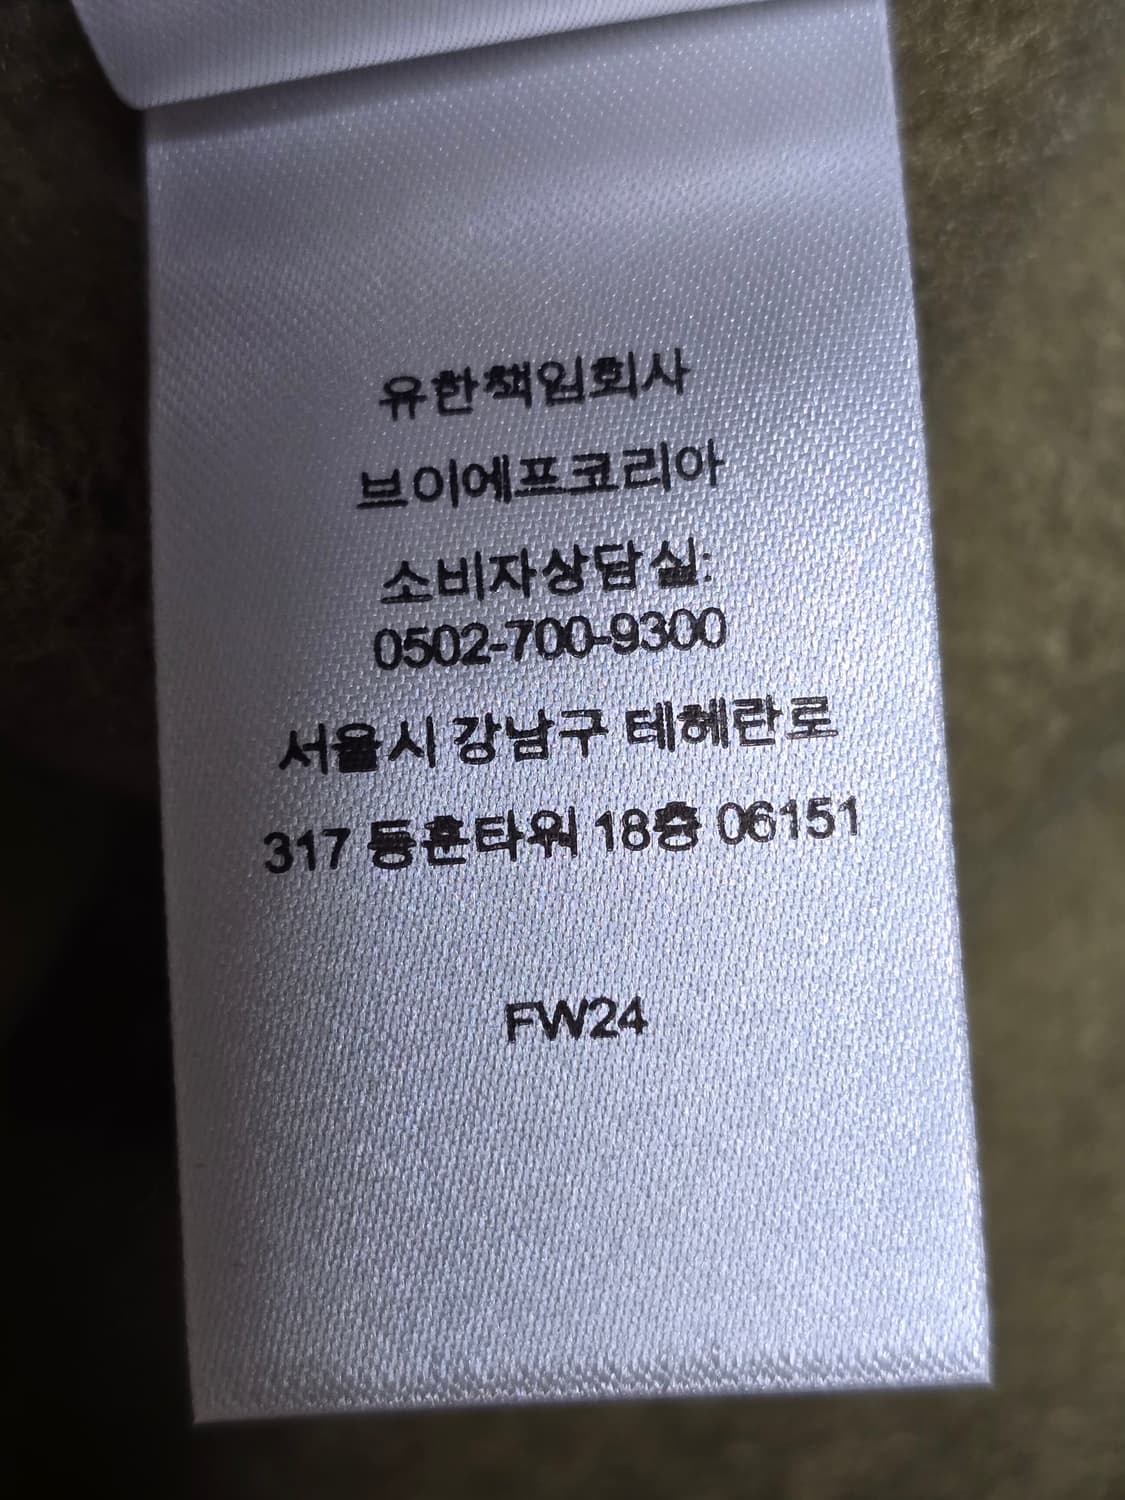 유한책임회사
브이에프코리아
소비자상담실:
0502-700-9300
서울시 강남구 테헤란로
317 동훈타워 18층 06151
FW24